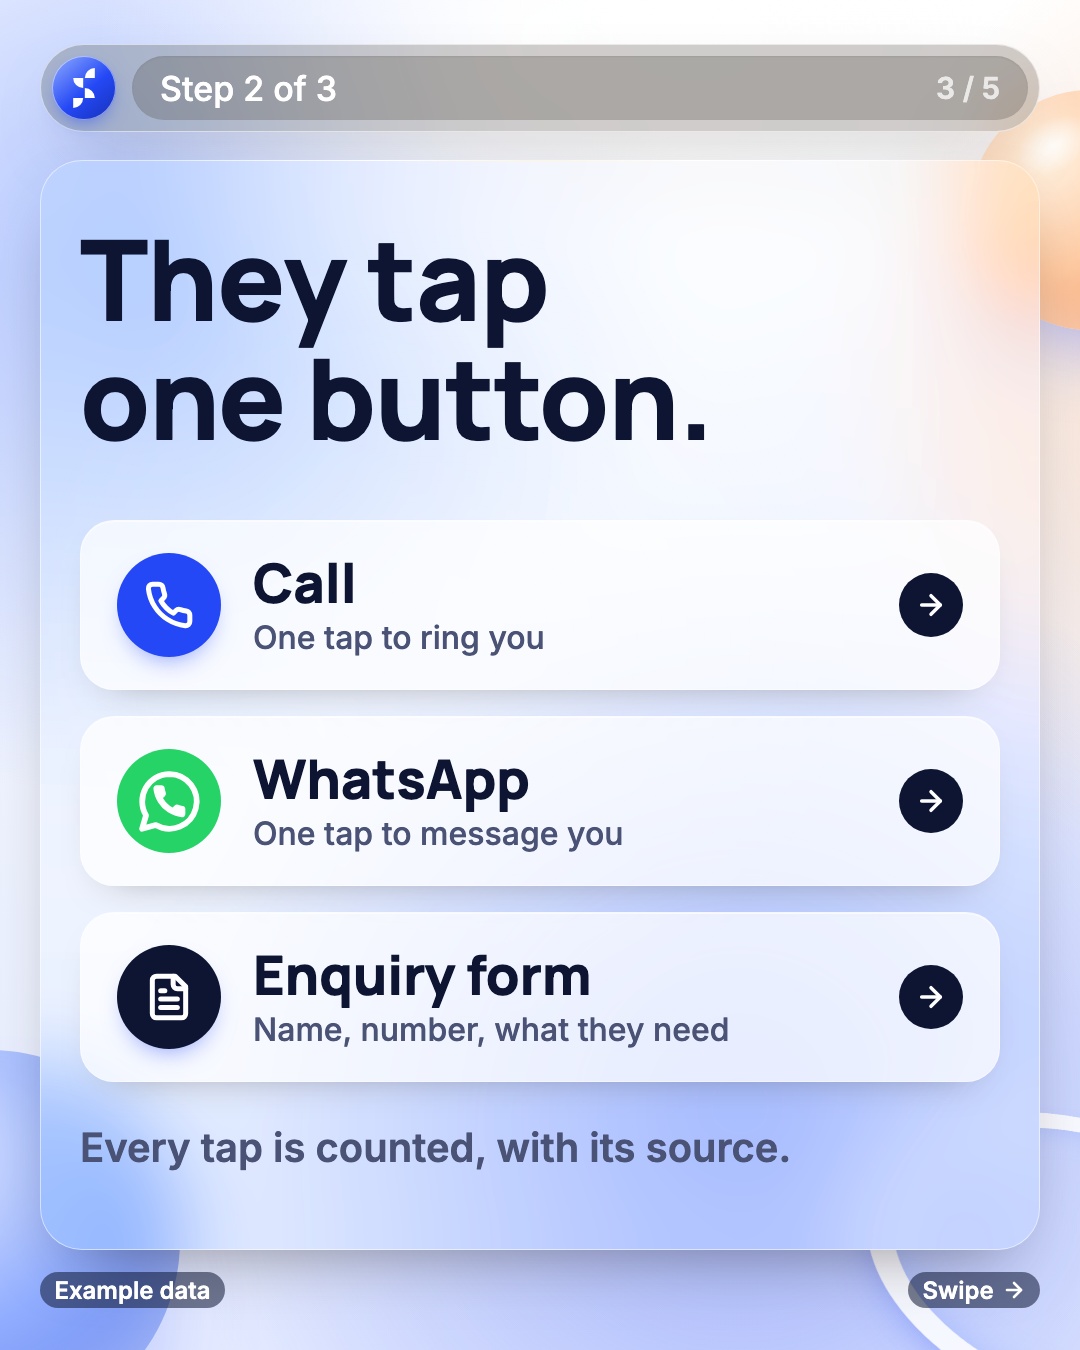 Step 2 of 3
3 / 5
They tap
one button.
Call
One tap to ring you
WhatsApp
One tap to message you
Enquiry form
Name, number, what they need
Every tap is counted, with its source.
Example data
Swipe →